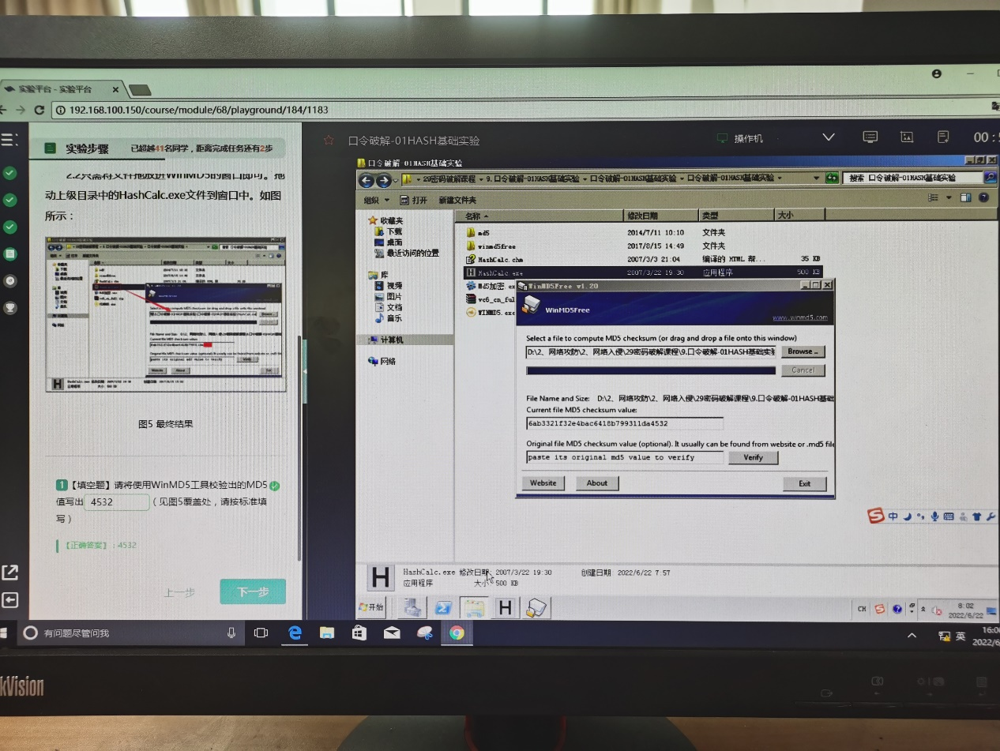 实验平台 - 实验平台
192.168.100.150/course/module/68/playground/184/1183
实验步骤 已超越41名同学，距离完成任务还有2步
2.2只需将文件拖放进WinMD5的窗口即可。拖
动上级目录中的HashCalc.exe文件到窗口中。如图
所示：
图5 最终结果
1【填空题】请将使用WinMD5工具校验出的MD5
值写出 4532 （见图5覆盖处，请按标准填
写）
【正确答案】：4532
上一步 下一步
口令破解-01HASH基础实验
操作机
00:
口令破解-01HASH基础实验
29密码破解课程 9.口令破解-01HASH基础实验 口令破解-01HASH基础实验 口令破解-01HASH基础实验
搜索 口令破解-01HASH基础实验
组织 打开 新建文件夹
收藏夹
下载
桌面
最近访问的位置
库
视频
图片
文档
音乐
计算机
网络
名称 修改日期 类型 大小
md5 2014/7/11 10:10 文件夹
winmd5free 2017/8/15 14:49 文件夹
HashCalc.chm 2007/3/3 21:04 编译的 HTML 帮... 35 KB
HashCalc.exe 2007/3/22 19:30 应用程序 500 KB
Md5加密.ex
vc6_cn_ful
WINMD5.exe
WinMD5Free v1.20
WinMD5Free
www.winmd5.com
Select a file to compute MD5 checksum (or drag and drop a file onto this window)
D:\2、网络攻防\2、网络入侵\29密码破解课程\9.口令破解-01HASH基础实验 Browse...
Cancel
File Name and Size: D:\2、网络攻防\2、网络入侵\29密码破解课程\9.口令破解-01HASH基础
Current file MD5 checksum value:
6ab3321f32e4bac6418b799311da4532
Original file MD5 checksum value (optional). It usually can be found from website or .md5 file
paste its original md5 value to verify Verify
Website About Exit
中
HashCalc.exe 修改日期: 2007/3/22 19:30 创建日期 2022/6/22 7:57
应用程序 大小 500 KB
开始
CH
8:02
2022/6/22
有问题尽管问我
英
16:0
2022/6
kVision